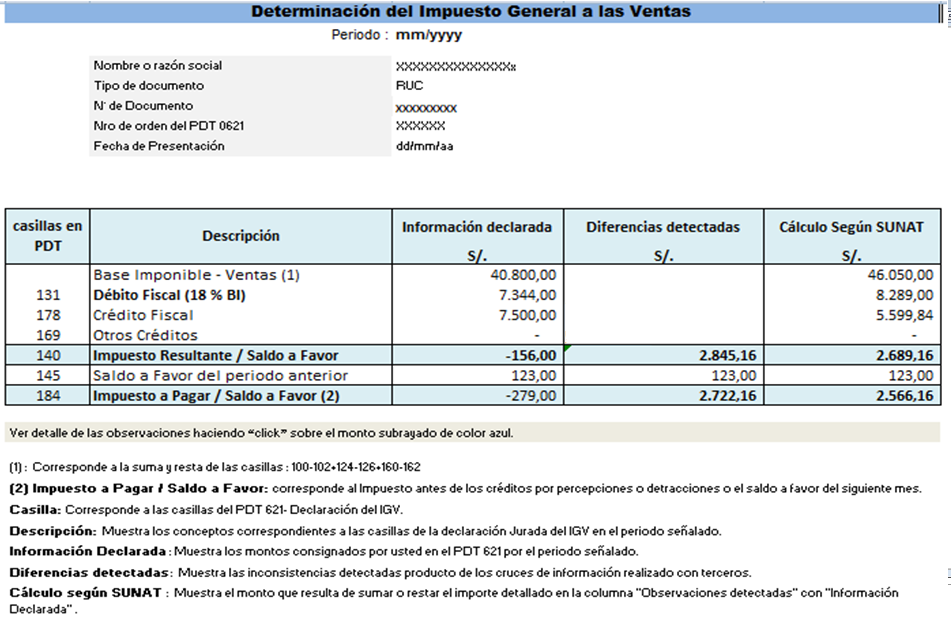 Determinación del Impuesto General a las Ventas
Periodo : mm/yyyy
Nombre o razón social XXXXXXXXXXXXXXx
Tipo de documento RUC
N° de Documento xxxxxxxxx
Nro de orden del PDT 0621 XXXXXX
Fecha de Presentación dd/mm/aa
casillas en PDT Descripción Información declarada S/. Diferencias detectadas S/. Cálculo Según SUNAT S/.
Base Imponible - Ventas (1) 40.800,00 46.050,00
131 Débito Fiscal (18 % BI) 7.344,00 8.289,00
178 Crédito Fiscal 7.500,00 5.599,84
169 Otros Créditos - -
140 Impuesto Resultante / Saldo a Favor -156,00 2.845,16 2.689,16
145 Saldo a Favor del periodo anterior 123,00 123,00 123,00
184 Impuesto a Pagar / Saldo a Favor (2) -279,00 2.722,16 2.566,16
Ver detalle de las observaciones haciendo “click” sobre el monto subrayado de color azul.
(1) : Corresponde a la suma y resta de las casillas : 100-102+124-126+160-162
(2) Impuesto a Pagar / Saldo a Favor: corresponde al Impuesto antes de los créditos por percepciones o detracciones o el saldo a favor del siguiente mes.
Casilla: Corresponde a las casillas del PDT 621- Declaración del IGV.
Descripción: Muestra los conceptos correspondientes a las casillas de la declaración Jurada del IGV en el periodo señalado.
Información Declarada : Muestra los montos consignados por usted en el PDT 621 por el periodo señalado.
Diferencias detectadas: Muestra las inconsistencias detectadas producto de los cruces de información realizado con terceros.
Cálculo según SUNAT : Muestra el monto que resulta de sumar o restar el importe detallado en la columna "Observaciones detectadas" con "Información
Declarada" .